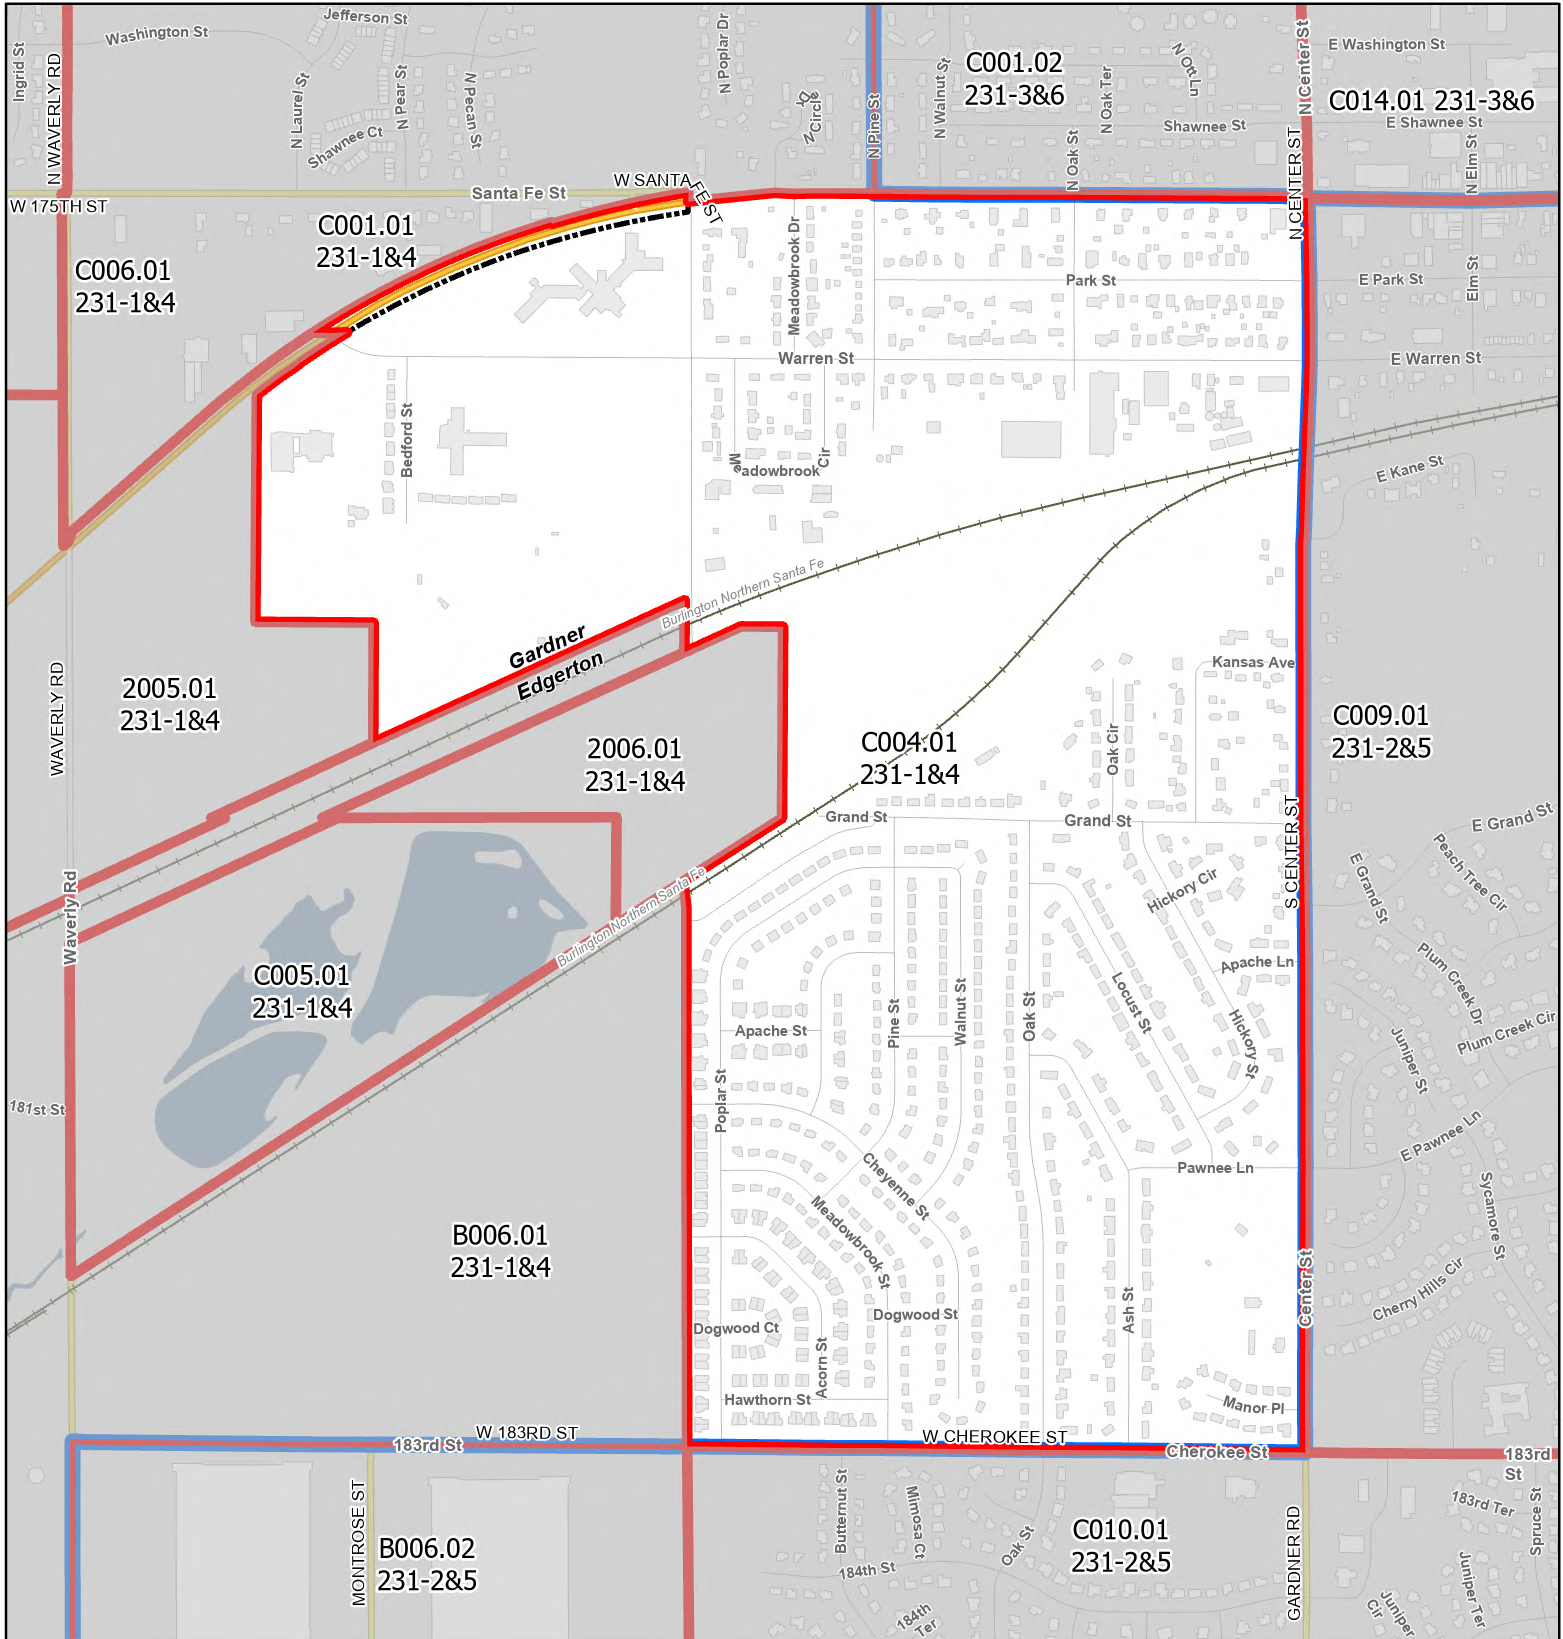 Jefferson St
Washington St
Ingrid St
N WAVERLY RD
N Laurel St
Shawnee Ct
N Pear St
N Pecan St
N Poplar Dr
N Circle
Dr
N Pine St
N Walnut St
C001.02
231-3&6
N Oak Ter
N Ott Ln
N Oak St
Shawnee St
N Center St
N CENTER ST
E Washington St
C014.01 231-3&6
E Shawnee St
N Elm St
W 175TH ST
Santa Fe St
W SANTA FE ST
C001.01
231-1&4
C006.01
231-1&4
Meadowbrook Dr
Park St
E Park St
Elm St
Warren St
E Warren St
Bedford St
Meadowbrook Cir
E Kane St
Burlington Northern Santa Fe
Gardner
Edgerton
WAVERLY RD
2005.01
231-1&4
2006.01
231-1&4
C004.01
231-1&4
Kansas Ave
Oak Cir
C009.01
231-2&5
Grand St
Grand St
S CENTER ST
E Grand St
E Grand St
Peach Tree Cir
Hickory Cir
Burlington Northern Santa Fe
Waverly Rd
C005.01
231-1&4
Apache Ln
Plum Creek Dr
Plum Creek Cir
Locust St
Hickory St
Apache St
Pine St
Walnut St
Oak St
Poplar St
Juniper St
181st St
E Pawnee Ln
Pawnee Ln
Cheyenne St
Meadowbrook St
Sycamore St
B006.01
231-1&4
Center St
Cherry Hills Cir
Dogwood St
Dogwood Ct
Ash St
Acorn St
Hawthorn St
Manor Pl
W 183RD ST
183rd St
W CHEROKEE ST
Cherokee St
183rd
St
MONTROSE ST
B006.02
231-2&5
Butternut St
Mimosa Ct
184th St
184th
Ter
Oak St
C010.01
231-2&5
GARDNER RD
183rd Ter
Spruce St
Juniper Ter
Juniper
Cir